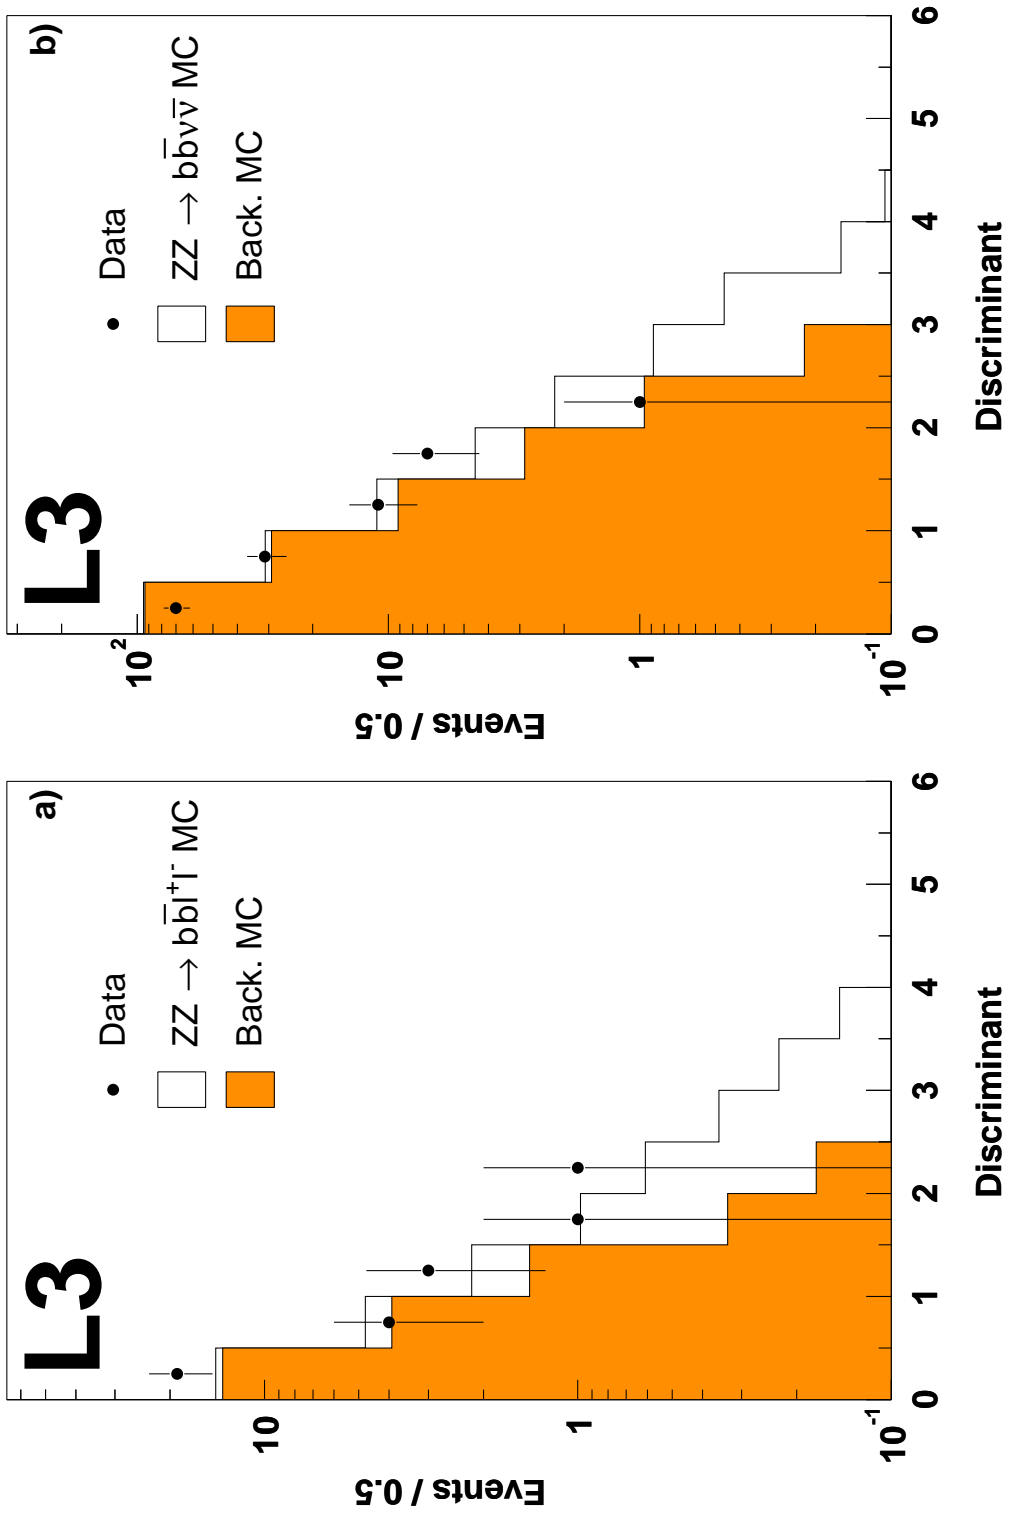 L3
a)
Data
ZZ → bb̅l⁺l⁻ MC
Back. MC
10
1
10⁻¹
Events / 0.5
0 1 2 3 4 5 6
Discriminant
L3
b)
Data
ZZ → bb̅νν̅ MC
Back. MC
10²
10
1
10⁻¹
Events / 0.5
0 1 2 3 4 5 6
Discriminant